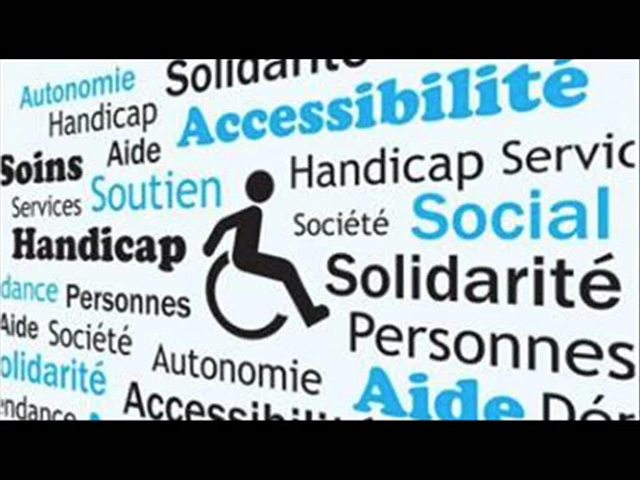 Autonomie Solidarité
Handicap Accessibilité
Soins Aide Handicap
Services Soutien Société Social
Handicap Solidarité
Personnes Personnes
Aide Société
Autonomie Aide